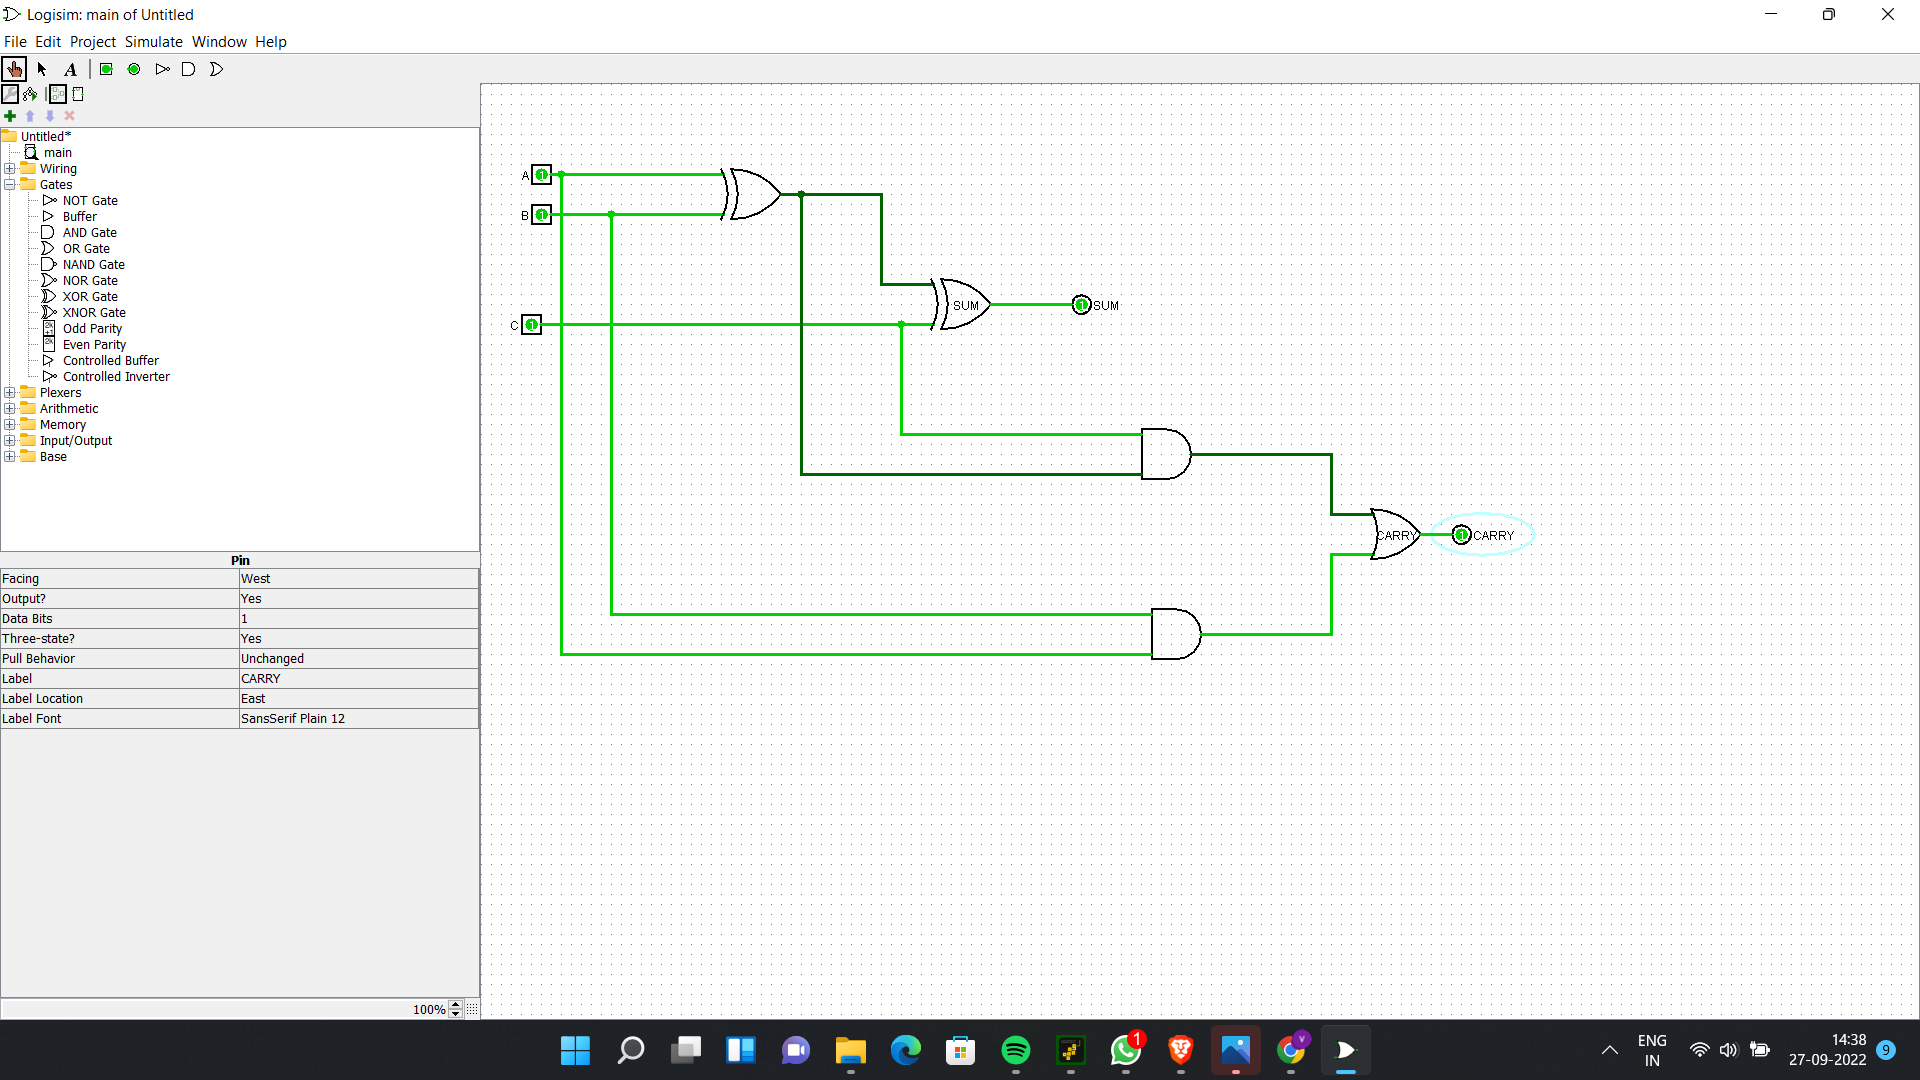 Logisim: main of Untitled
File Edit Project Simulate Window Help
A
Untitled*
main
Wiring
Gates
NOT Gate
Buffer
AND Gate
OR Gate
NAND Gate
NOR Gate
XOR Gate
XNOR Gate
Odd Parity
Even Parity
Controlled Buffer
Controlled Inverter
Plexers
Arithmetic
Memory
Input/Output
Base
Pin
Facing West
Output? Yes
Data Bits 1
Three-state? Yes
Pull Behavior Unchanged
Label CARRY
Label Location East
Label Font SansSerif Plain 12
100%
A 1
B 1
SUM 1 SUM
C 1
CARRY 1 CARRY
1
V
ENG
IN
14:38
27-09-2022
9